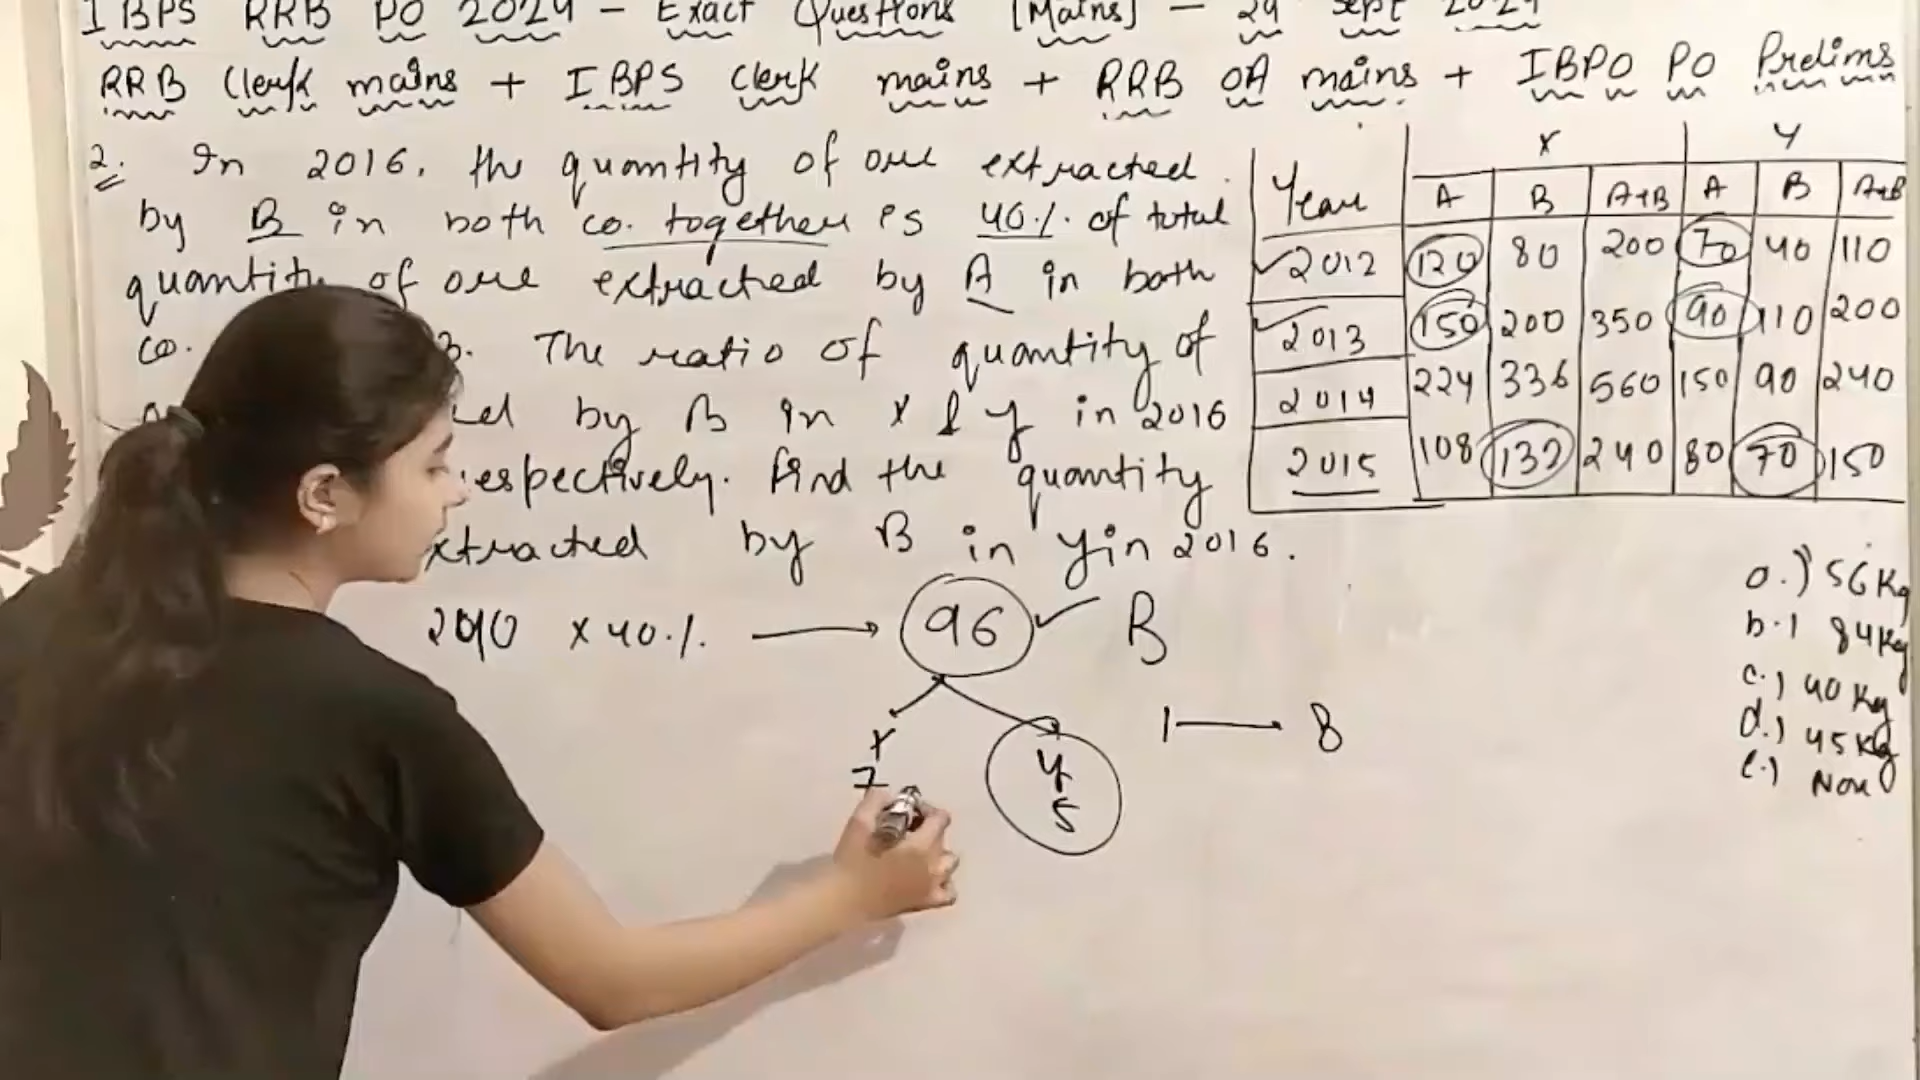 IBPS RRB PO 2024 – Exact Questions [Mains] – 29 Sept 2024
RRB Clerk mains + IBPS Clerk mains + RRB OA mains + IBPO PO Prelims
2. In 2016, the quantity of ore extracted
by B in both co. together is 40% of total
quantity of ore extracted by A in both
co. 3. The ratio of quantity of
by B in X & Y in 2016
respectively. Find the quantity
extracted by B in Y in 2016.
X Y
Year A B A+B A B A+B
2012 120 80 200 70 40 110
2013 150 200 350 90 110 200
2014 224 336 560 150 90 240
2015 108 132 240 80 70 150
240 x 40% → 96 ✓ B
X Y
7 5
1 → 8
a.) 56 Kg
b.) 84 Kg
c.) 40 Kg
d.) 45 Kg
e.) Non